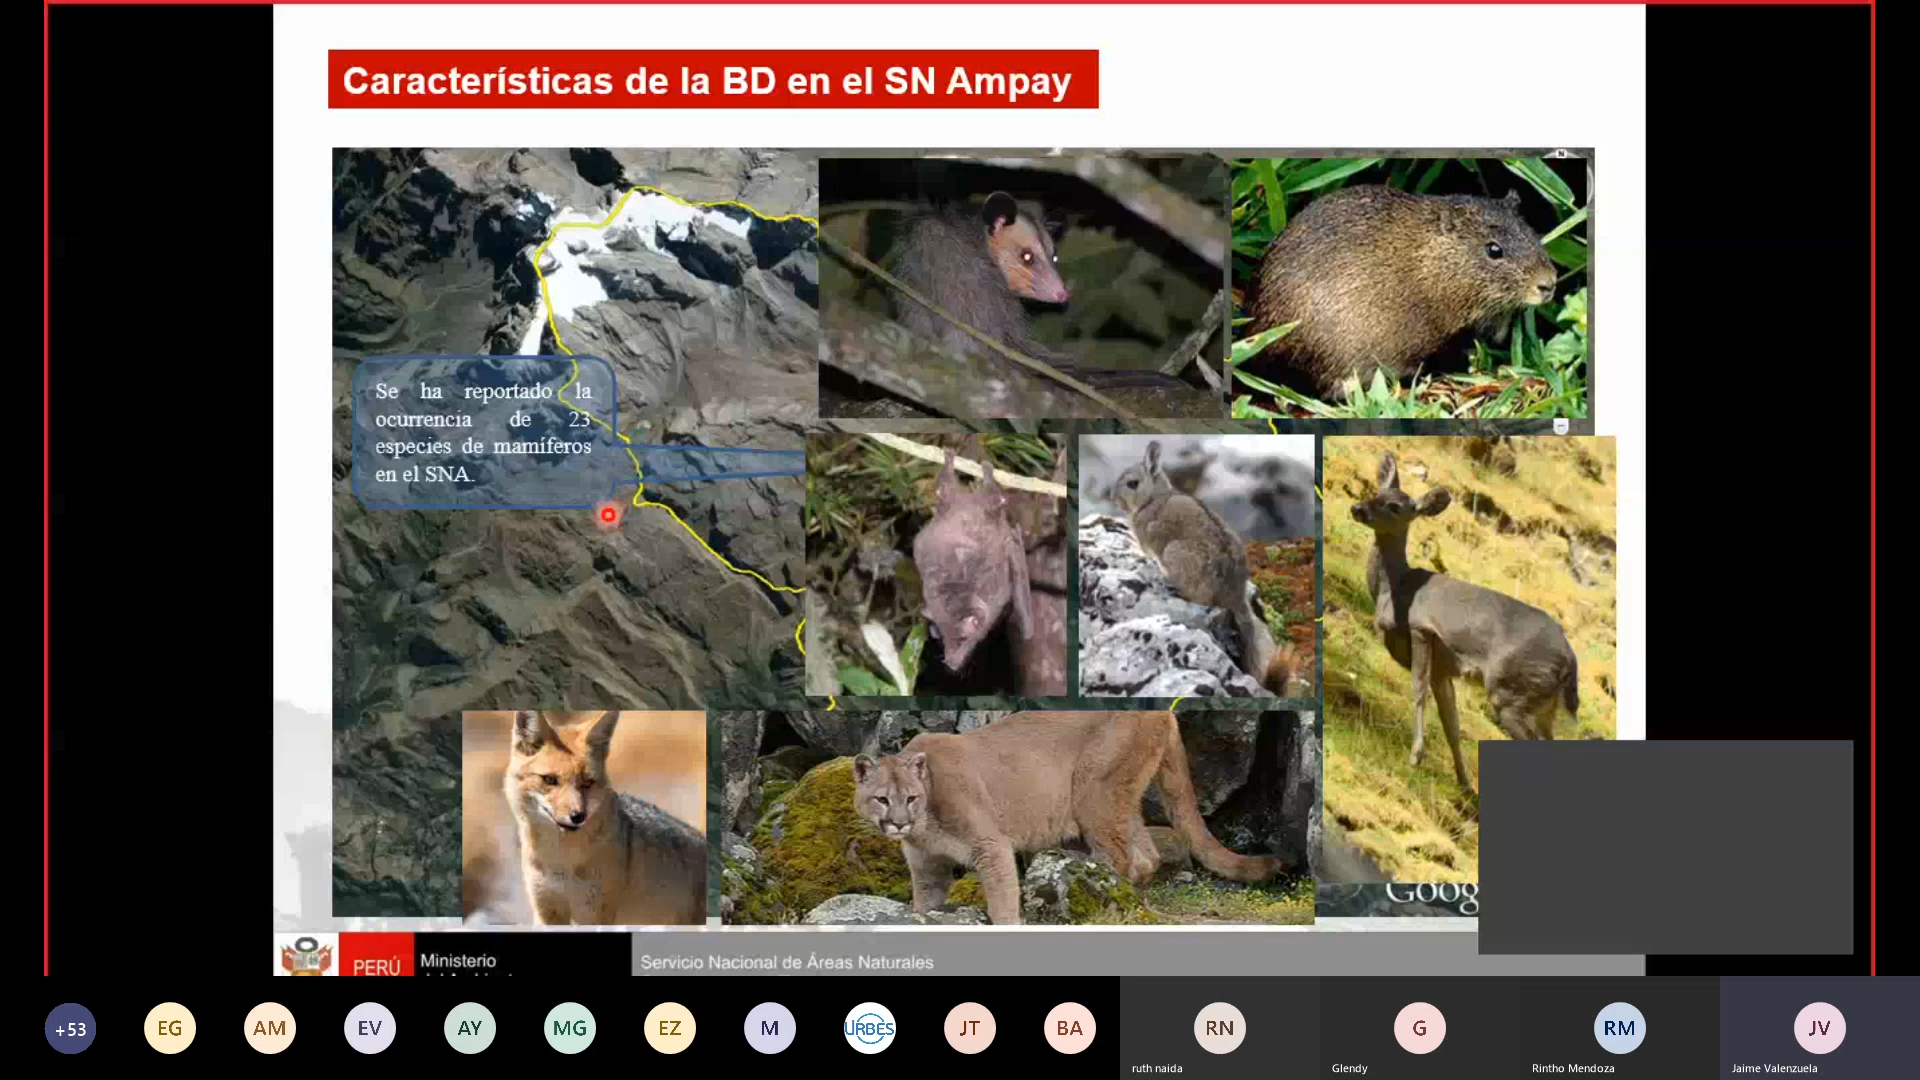 Características de la BD en el SN Ampay
N
Se ha reportado la
ocurrencia de 23
especies de mamíferos
en el SNA.
PERÚ
Ministerio
Servicio Nacional de Áreas Naturales
+53
EG
AM
EV
AY
MG
EZ
M
URBES
JT
BA
RN
G
RM
JV
ruth naida
Glendy
Rintho Mendoza
Jaime Valenzuela